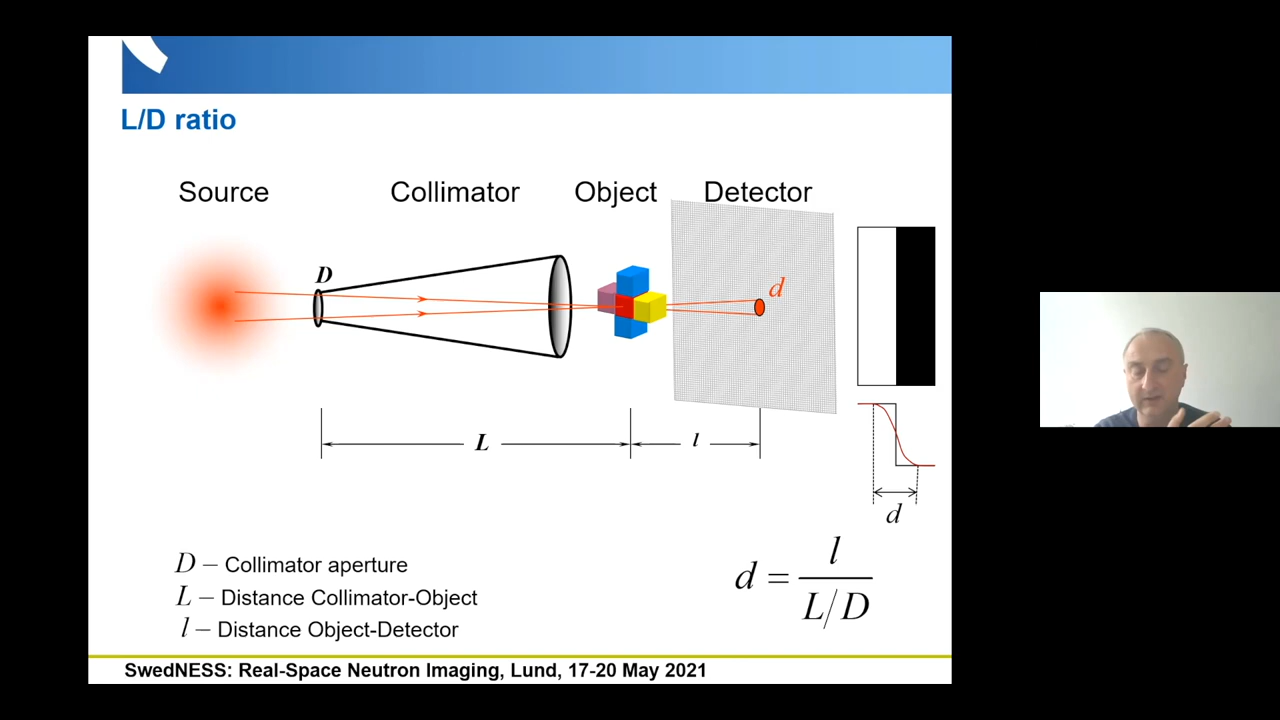 L/D ratio
Source Collimator Object Detector
D
d
L
l
d
D – Collimator aperture
L – Distance Collimator-Object
l – Distance Object-Detector
d = l / L/D
SwedNESS: Real-Space Neutron Imaging, Lund, 17-20 May 2021